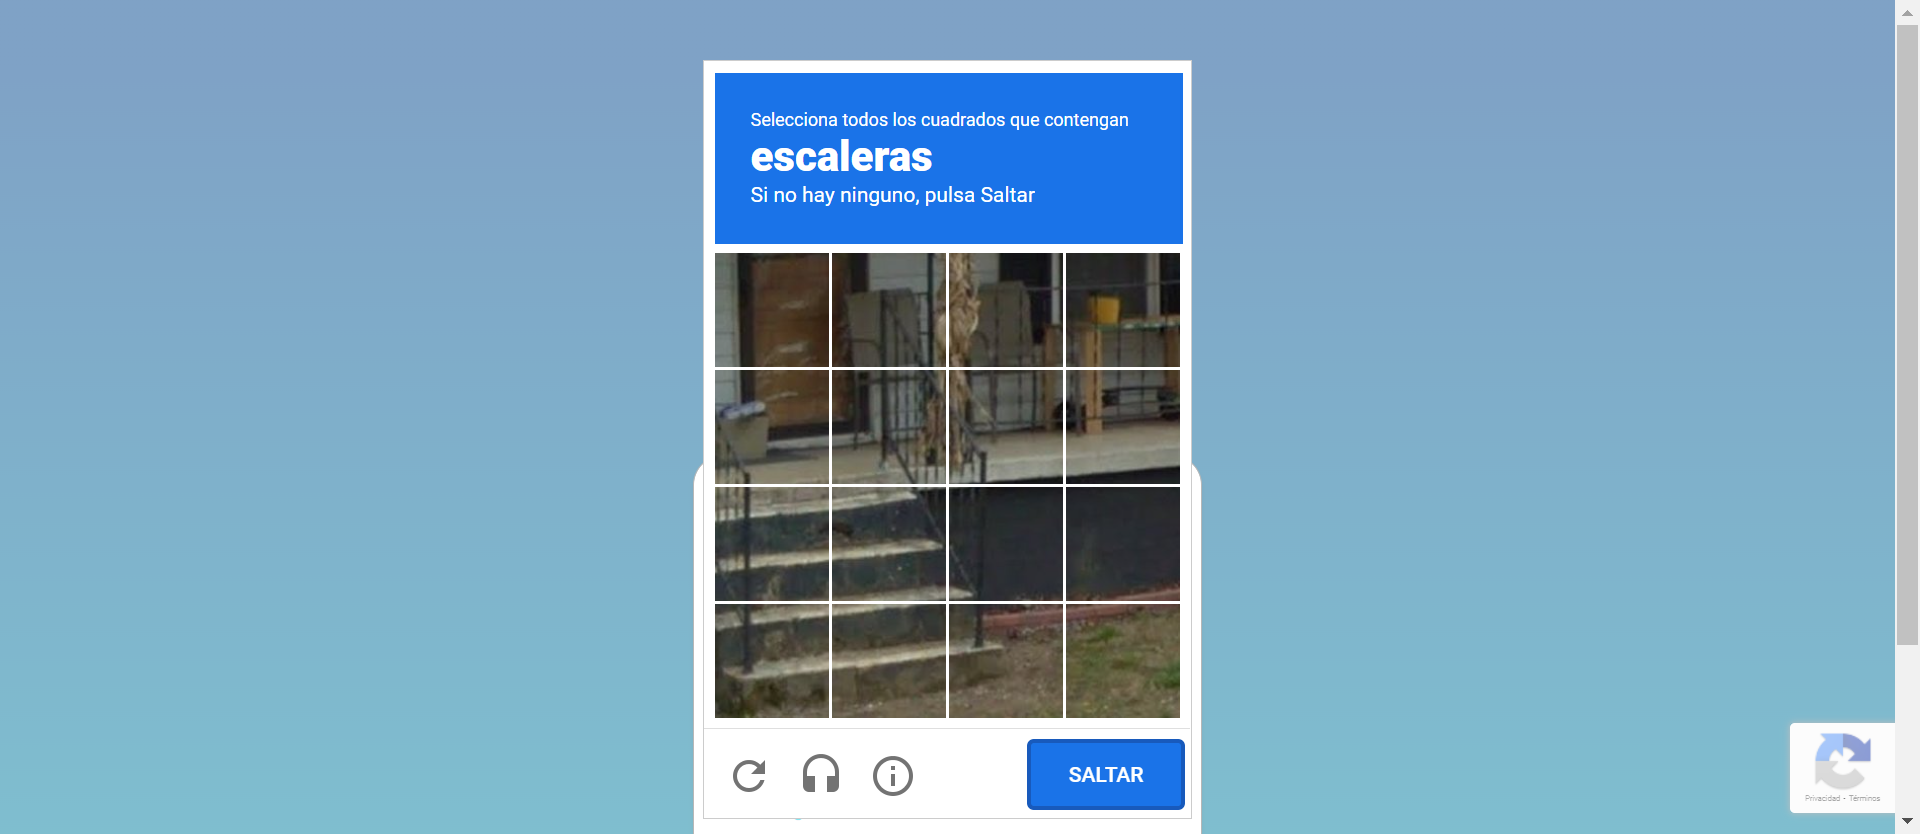 Selecciona todos los cuadrados que contengan
escaleras
Si no hay ninguno, pulsa Saltar
SALTAR
Privacidad - Términos